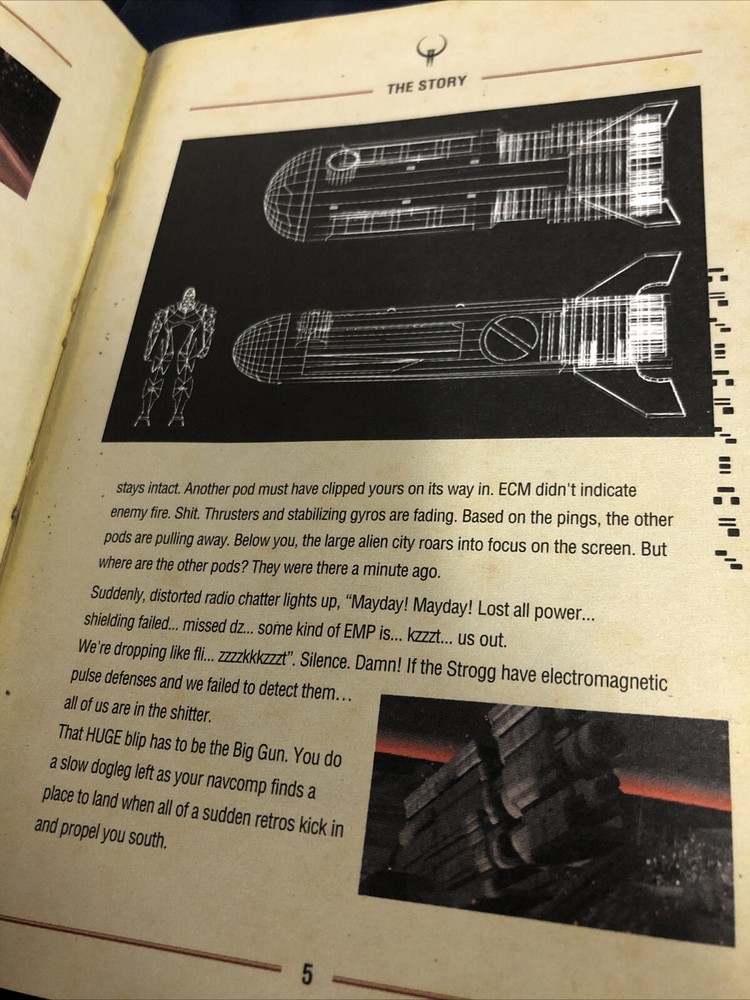 THE STORY
stays intact. Another pod must have clipped yours on its way in. ECM didn't indicate
enemy fire. Shit. Thrusters and stabilizing gyros are fading. Based on the pings, the other
pods are pulling away. Below you, the large alien city roars into focus on the screen. But
where are the other pods? They were there a minute ago.
Suddenly, distorted radio chatter lights up, “Mayday! Mayday! Lost all power...
shielding failed... missed dz... some kind of EMP is... kzzzt... us out.
We're dropping like fli... zzzzkkkzzzt”. Silence. Damn! If the Strogg have electromagnetic
pulse defenses and we failed to detect them...
all of us are in the shitter.
That HUGE blip has to be the Big Gun. You do
a slow dogleg left as your navcomp finds a
place to land when all of a sudden retros kick in
and propel you south.
5